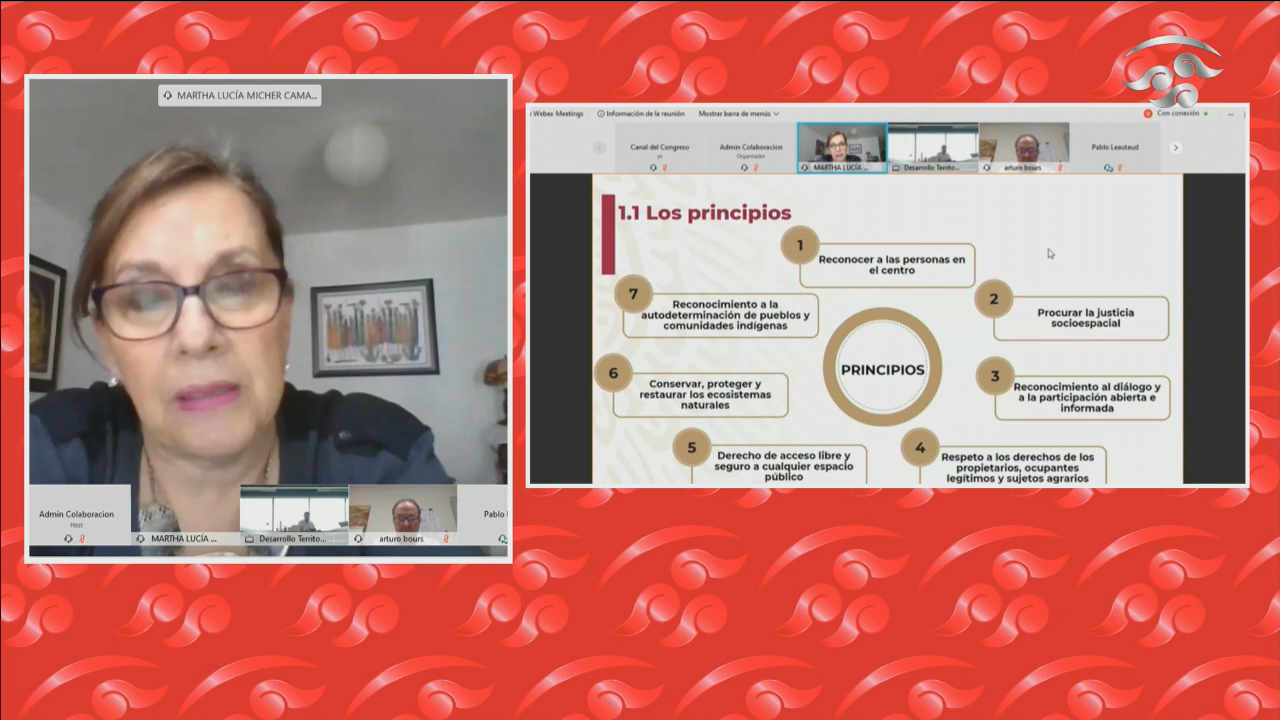 MARTHA LUCÍA MICHER CAMA...
Admin Colaboracion
Host
MARTHA LUCÍA ...
Desarrollo Territo...
arturo bours
Pablo
Webex Meetings
Información de la reunión
Mostrar barra de menús
Con conexión
Canal del Congreso
yo
Admin Colaboracion
Organizador
MARTHA LUCÍA ...
Desarrollo Territo...
arturo bours
Pablo Leautaud
1.1 Los principios
PRINCIPIOS
1
Reconocer a las personas en
el centro
2
Procurar la justicia
socioespacial
3
Reconocimiento al diálogo y
a la participación abierta e
informada
4
Respeto a los derechos de los
propietarios, ocupantes
legítimos y sujetos agrarios
5
Derecho de acceso libre y
seguro a cualquier espacio
público
6
Conservar, proteger y
restaurar los ecosistemas
naturales
7
Reconocimiento a la
autodeterminación de pueblos y
comunidades indígenas